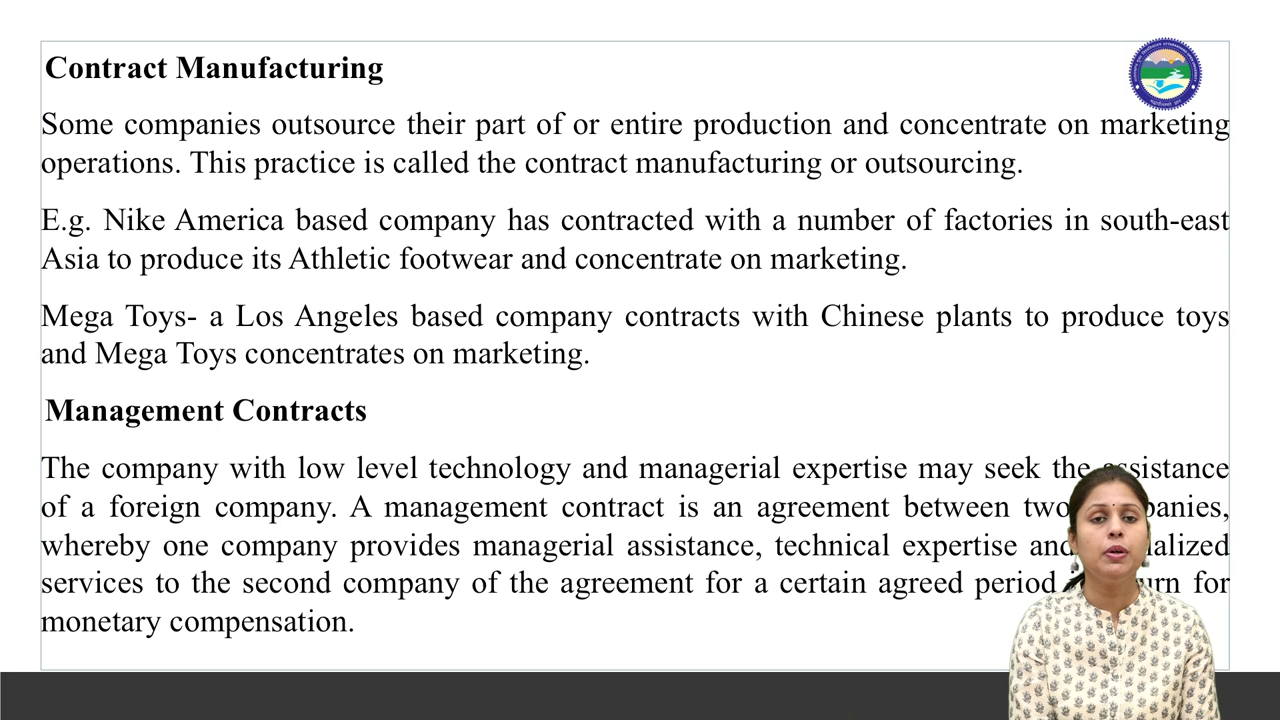 Contract Manufacturing
Some companies outsource their part of or entire production and concentrate on marketing
operations. This practice is called the contract manufacturing or outsourcing.
E.g. Nike America based company has contracted with a number of factories in south-east
Asia to produce its Athletic footwear and concentrate on marketing.
Mega Toys- a Los Angeles based company contracts with Chinese plants to produce toys
and Mega Toys concentrates on marketing.
Management Contracts
The company with low level technology and managerial expertise may seek the
of a foreign company. A management contract is an agreement between two
whereby one company provides managerial assistance, technical expertise and
services to the second company of the agreement for a certain agreed period for
monetary compensation.